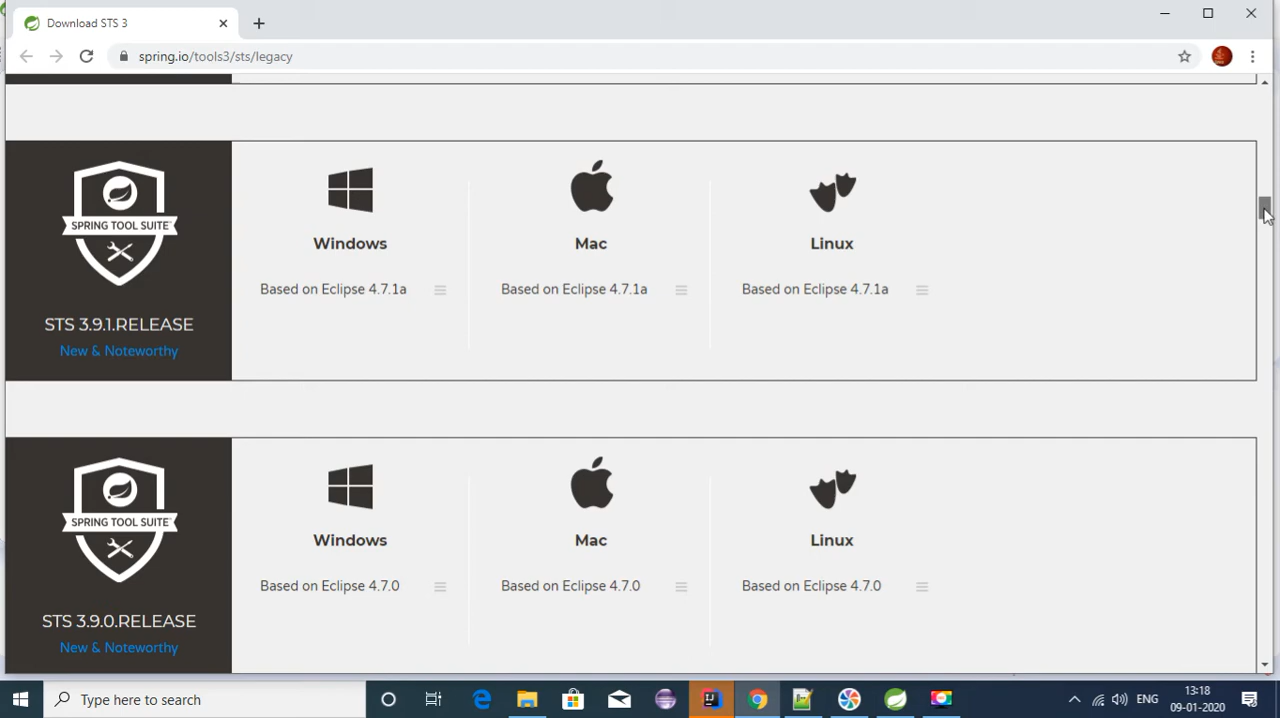 Download STS 3
spring.io/tools3/sts/legacy
SPRING TOOL SUITE
STS 3.9.1.RELEASE
New & Noteworthy
Windows
Based on Eclipse 4.7.1a
Mac
Based on Eclipse 4.7.1a
Linux
Based on Eclipse 4.7.1a
SPRING TOOL SUITE
STS 3.9.0.RELEASE
New & Noteworthy
Windows
Based on Eclipse 4.7.0
Mac
Based on Eclipse 4.7.0
Linux
Based on Eclipse 4.7.0
Type here to search
ENG
13:18
09-01-2020